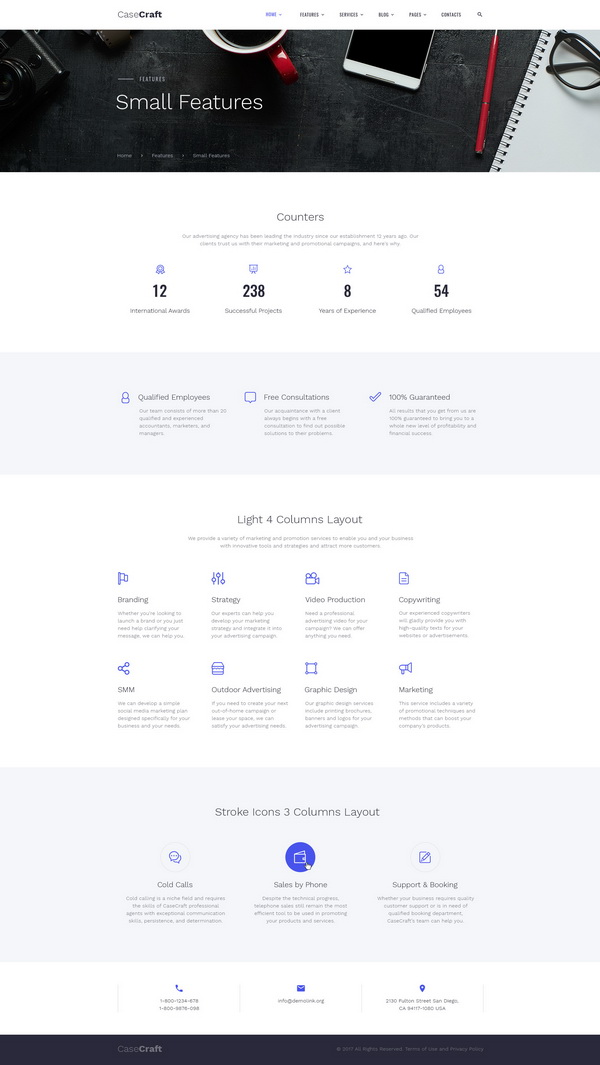 CaseCraft
HOME FEATURES SERVICES BLOG PAGES CONTACTS
FEATURES
Small Features
Home Features Small Features
Counters
Our advertising agency has been leading the industry since our establishment 12 years ago. Our
clients trust us with their marketing and promotional campaigns, and here's why.
12 238 8 54
International Awards Successful Projects Years of Experience Qualified Employees
Qualified Employees
Our team consists of more than 20
qualified and experienced
accountants, marketers, and
managers.
Free Consultations
Our acquaintance with a client
always begins with a free
consultation to find out possible
solutions to their problems.
100% Guaranteed
All results that you get from us are
100% guaranteed to bring you to a
whole new level of profitability and
financial success.
Light 4 Columns Layout
We provide a variety of marketing and promotion services to enable you and your business
with innovative tools and strategies and attract more customers.
Branding
Whether you're looking to
launch a brand or you just
need help clarifying your
message, we can help you.
Strategy
Our experts can help you
develop your marketing
strategy and integrate it into
your advertising campaign.
Video Production
Need a professional
advertising video for your
campaign? We can offer
anything you need.
Copywriting
Our experienced copywriters
will gladly provide you with
high-quality texts for your
websites or advertisements.
SMM
We can develop a simple
social media marketing plan
designed specifically for your
business and your needs.
Outdoor Advertising
If you need to create your next
out-of-home campaign or
lease your space, we can
satisfy your advertising needs.
Graphic Design
Our graphic design services
include printing brochures,
banners and logos for your
advertising campaign.
Marketing
This service includes a variety
of promotional techniques and
methods that can boost your
company's products.
Stroke Icons 3 Columns Layout
Cold Calls
Cold calling is a niche field and requires
the skills of CaseCraft professional
agents with exceptional communication
skills, persistence, and determination.
Sales by Phone
Despite the technical progress,
telephone sales still remain the most
efficient tool to be used in promoting
your products and services.
Support & Booking
Whether your business requires quality
customer support or is in need of
qualified booking department,
CaseCraft's team can help you.
1-800-1234-678
1-800-9876-098
info@demolink.org
2130 Fulton Street San Diego,
CA 94117-1080 USA
CaseCraft
© 2017 All Rights Reserved. Terms of Use and Privacy Policy